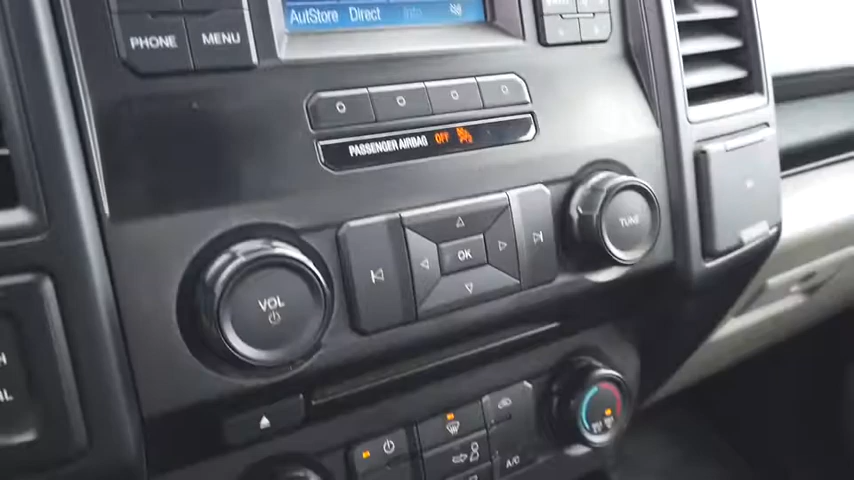 AutStore Direct
PHONE MENU
PASSENGER AIRBAG OFF
TUNE
OK
VOL
A/C